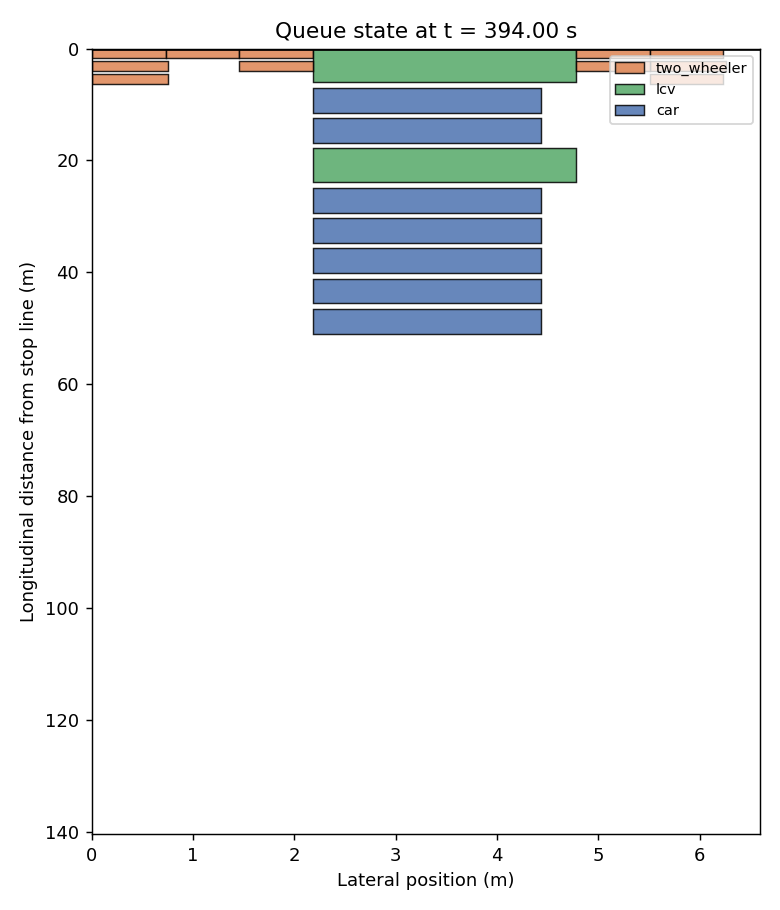 Queue state at t = 394.00 s
0
20
40
60
80
100
120
140
Longitudinal distance from stop line (m)
two_wheeler
lcv
car
0 1 2 3 4 5 6
Lateral position (m)